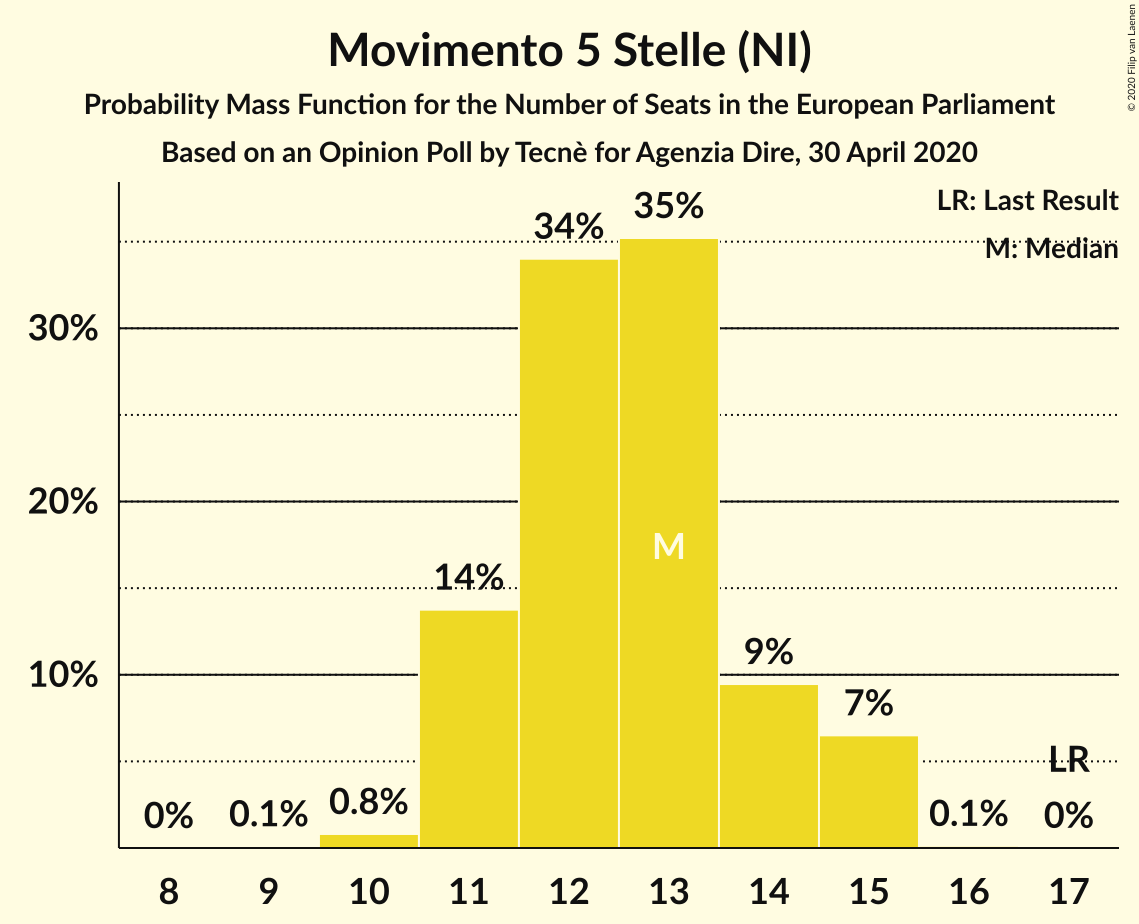 Movimento 5 Stelle (NI)
Probability Mass Function for the Number of Seats in the European Parliament
Based on an Opinion Poll by Tecnè for Agenzia Dire, 30 April 2020
© 2020 Filip van Laenen
LR: Last Result
M: Median
35%
34%
30%
20%
M
14%
10%
9%
7%
LR
0%
0.1%
0.8%
0.1%
0%
8 9 10 11 12 13 14 15 16 17